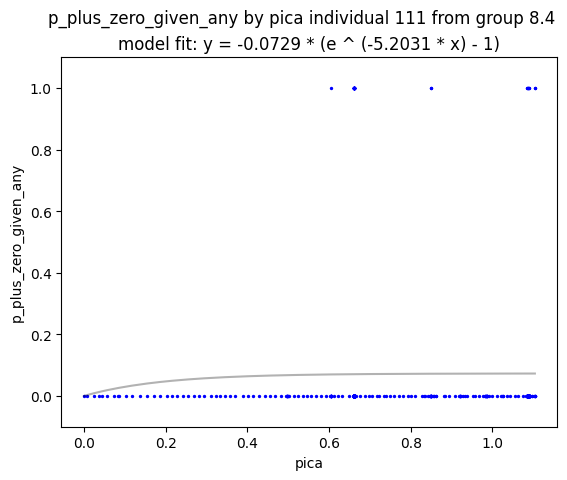 p_plus_zero_given_any by pica individual 111 from group 8.4
model fit: y = -0.0729 * (e ^ (-5.2031 * x) - 1)
1.0
0.8
0.6
0.4
0.2
0.0
p_plus_zero_given_any
0.0 0.2 0.4 0.6 0.8 1.0
pica